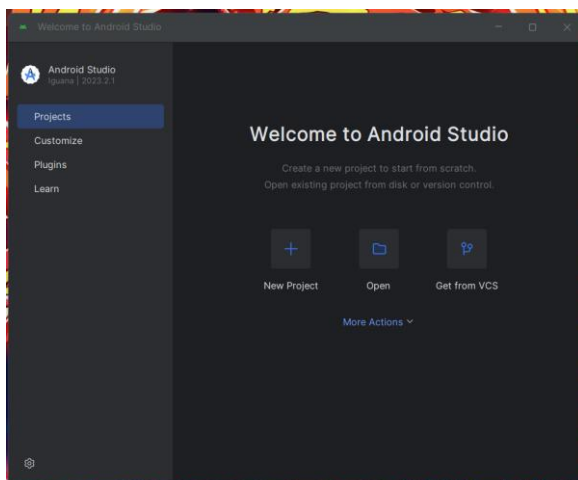 Welcome to Android Studio
Android Studio
Iguana | 2023.2.1
Projects
Customize
Plugins
Learn
Welcome to Android Studio
Create a new project to start from scratch.
Open existing project from disk or version control.
New Project
Open
Get from VCS
More Actions